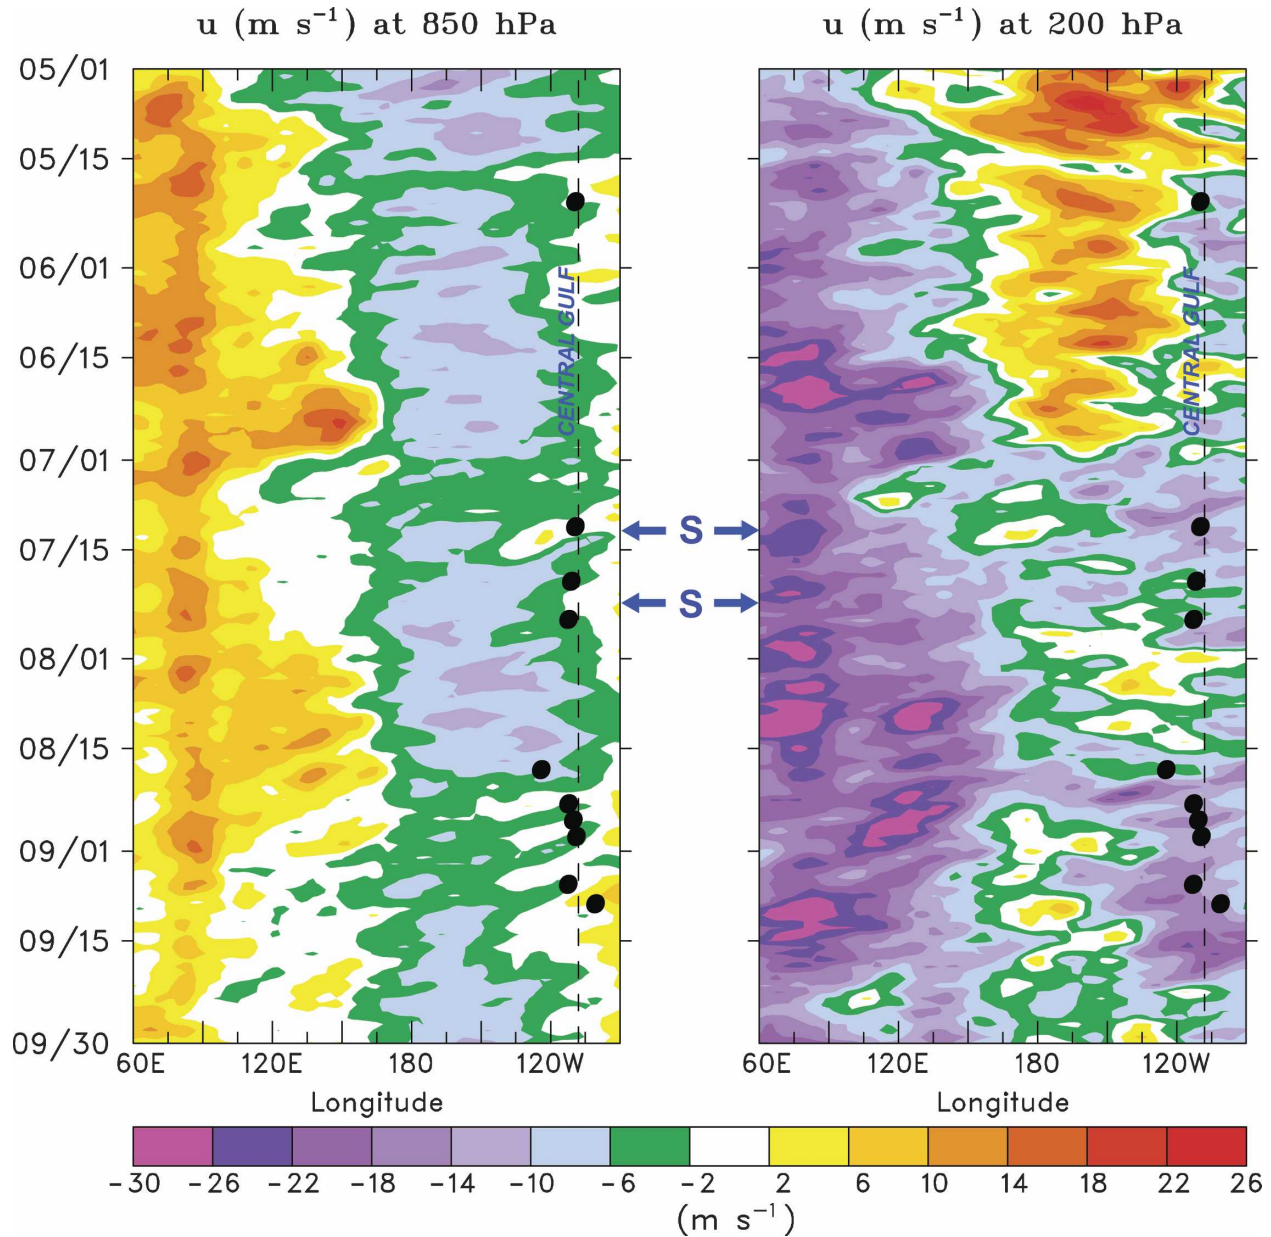 u (m s⁻¹) at 850 hPa
u (m s⁻¹) at 200 hPa
05/01
05/15
06/01
06/15
07/01
07/15
08/01
08/15
09/01
09/15
09/30
CENTRAL GULF
CENTRAL GULF
S
S
60E 120E 180 120W
60E 120E 180 120W
Longitude
Longitude
-30 -26 -22 -18 -14 -10 -6 -2 2 6 10 14 18 22 26
(m s⁻¹)